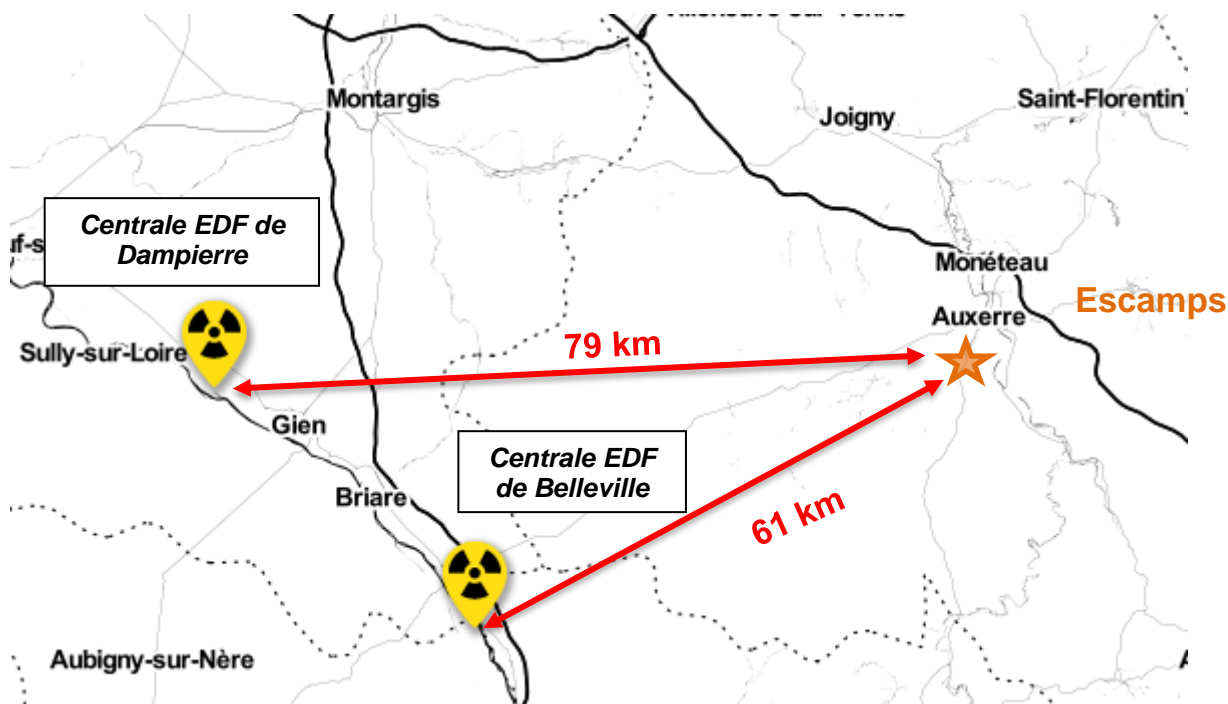 Montargis
Joigny
Saint-Florentin
Centrale EDF de
Dampierre
Monéteau
Escamps
Auxerre
Sully-sur-Loire
79 km
Gien
Centrale EDF
de Belleville
Briare
61 km
Aubigny-sur-Nère